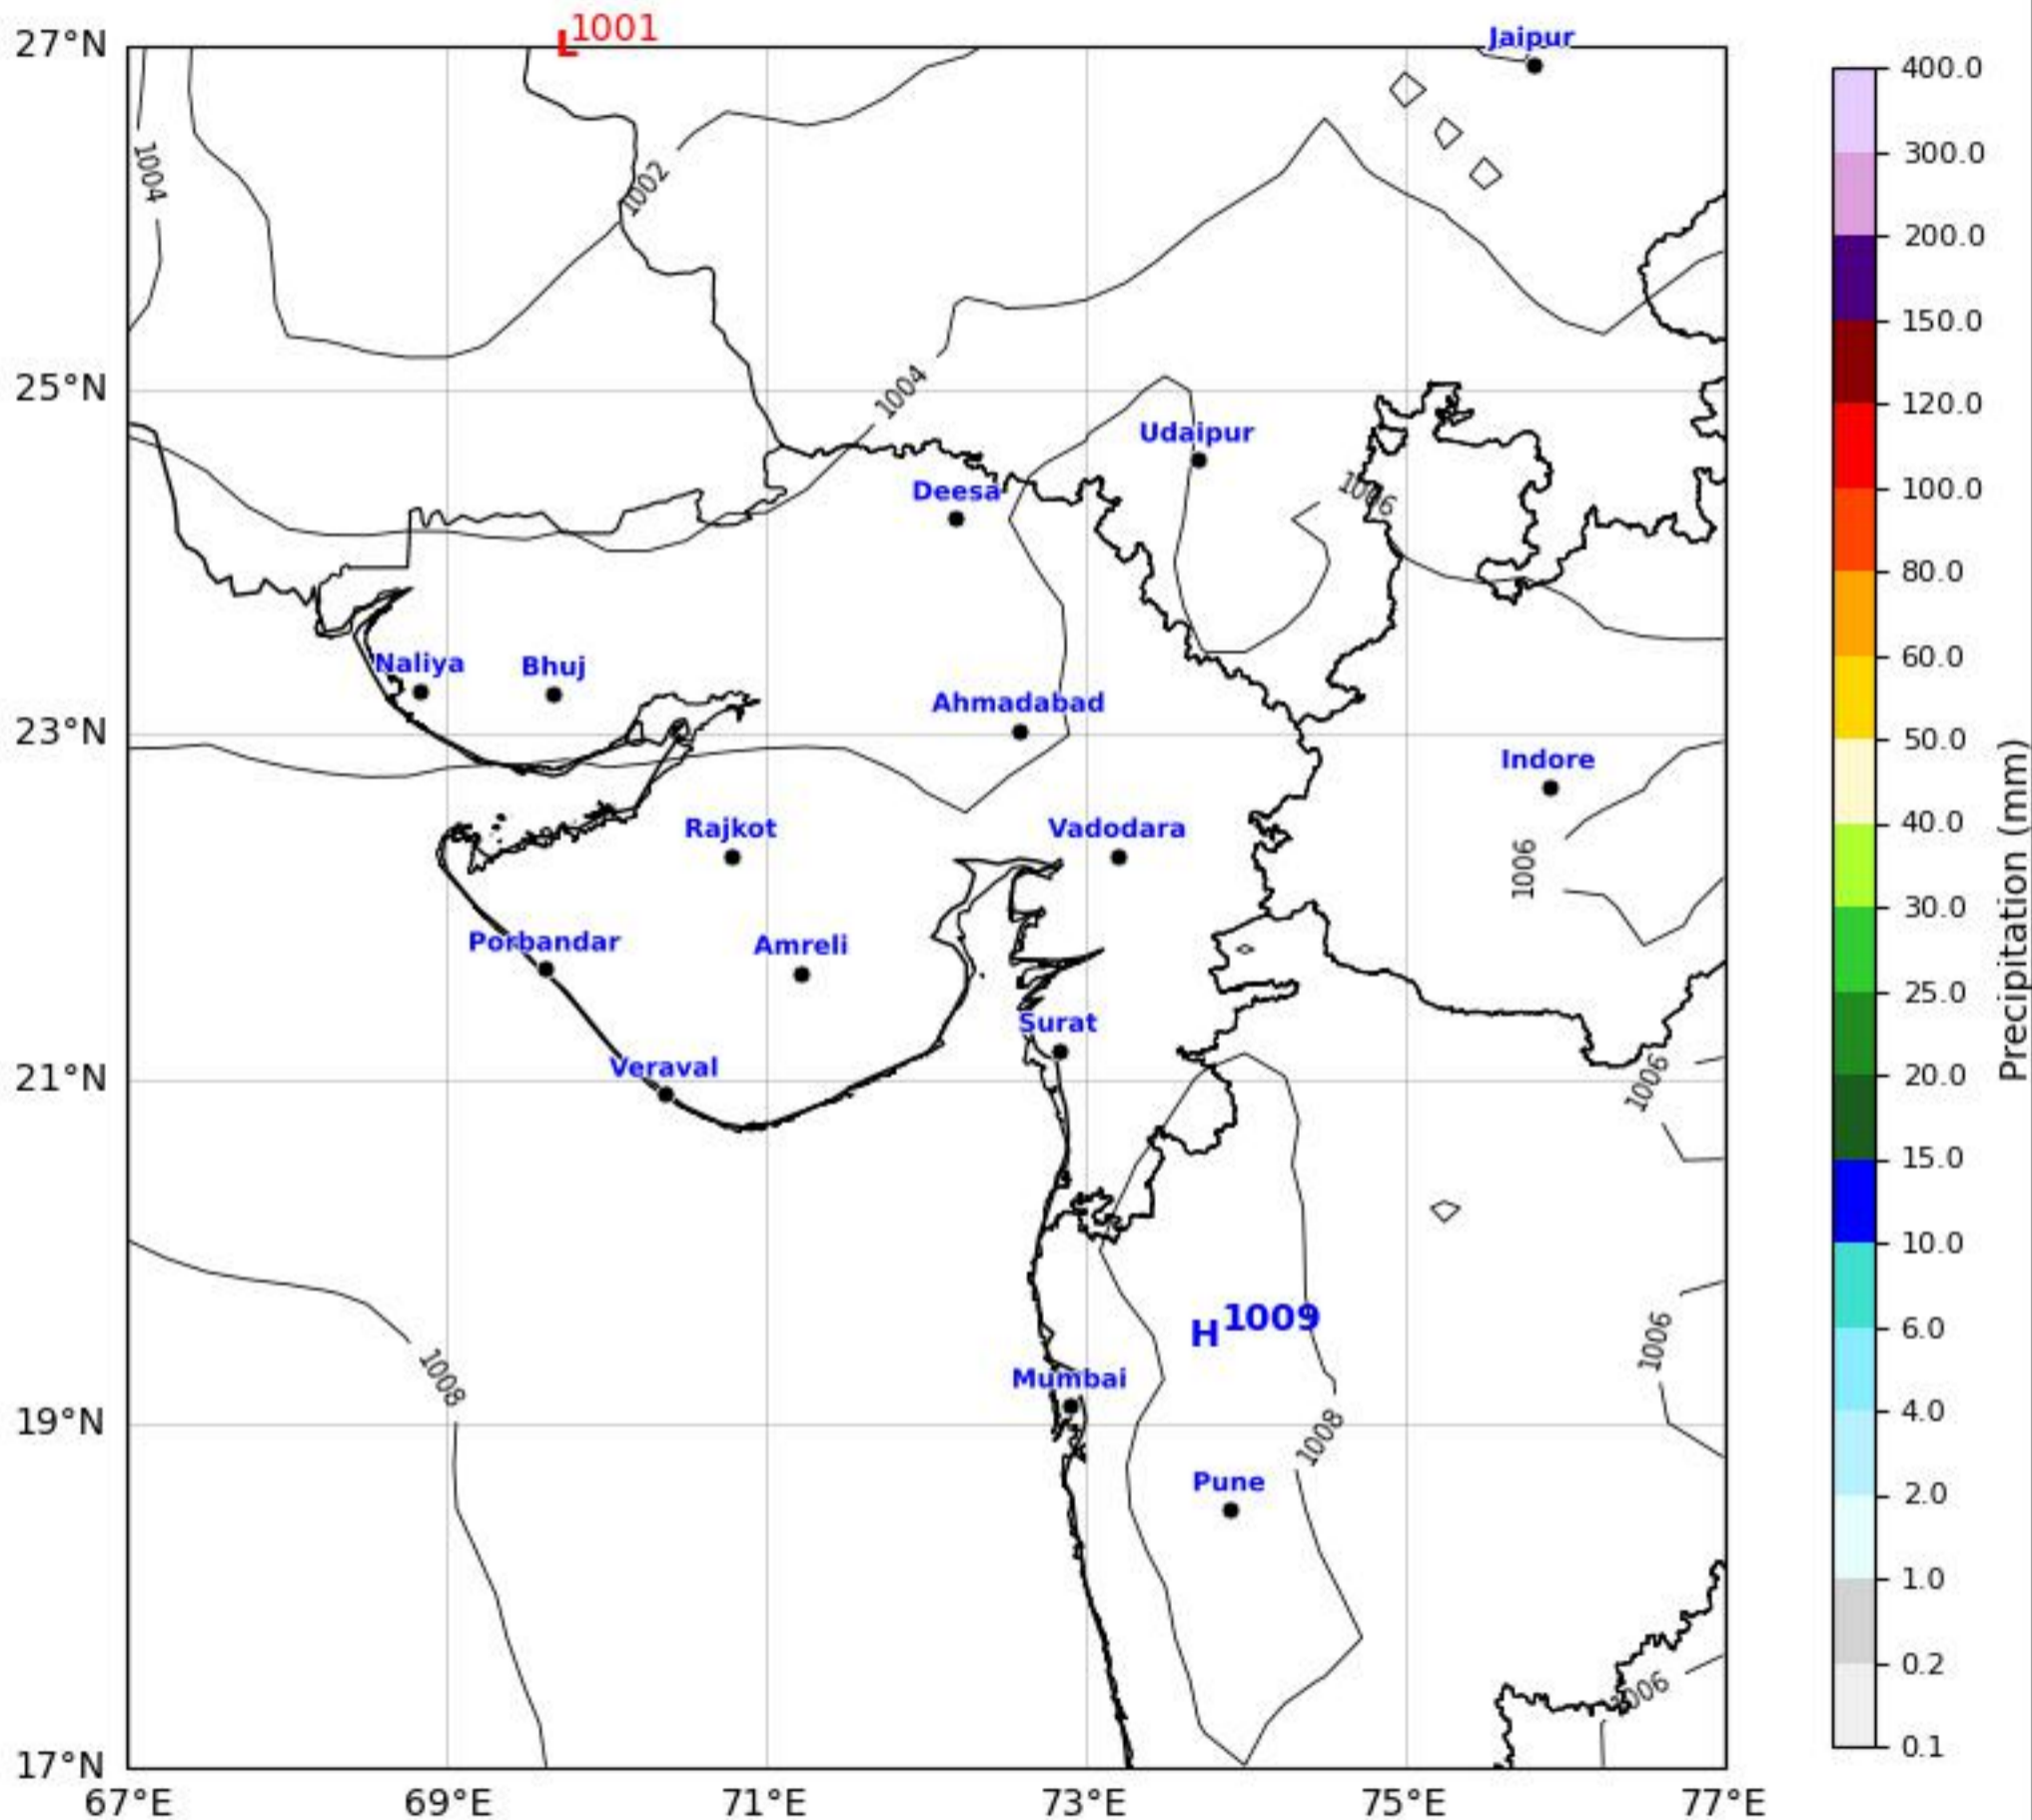 L 1001
Jaipur
27°N
1004
1002
25°N
1004
Udaipur
Deesa
1006
Naliya
Bhuj
Ahmadabad
23°N
Indore
Rajkot
Vadodara
1006
Porbandar
Amreli
Surat
Veraval
21°N
1006
H 1009
1006
1008
Mumbai
19°N
1008
Pune
1006
17°N
67°E 69°E 71°E 73°E 75°E 77°E
400.0
300.0
200.0
150.0
120.0
100.0
80.0
60.0
50.0
40.0
30.0
25.0
20.0
15.0
10.0
6.0
4.0
2.0
1.0
0.2
0.1
Precipitation (mm)